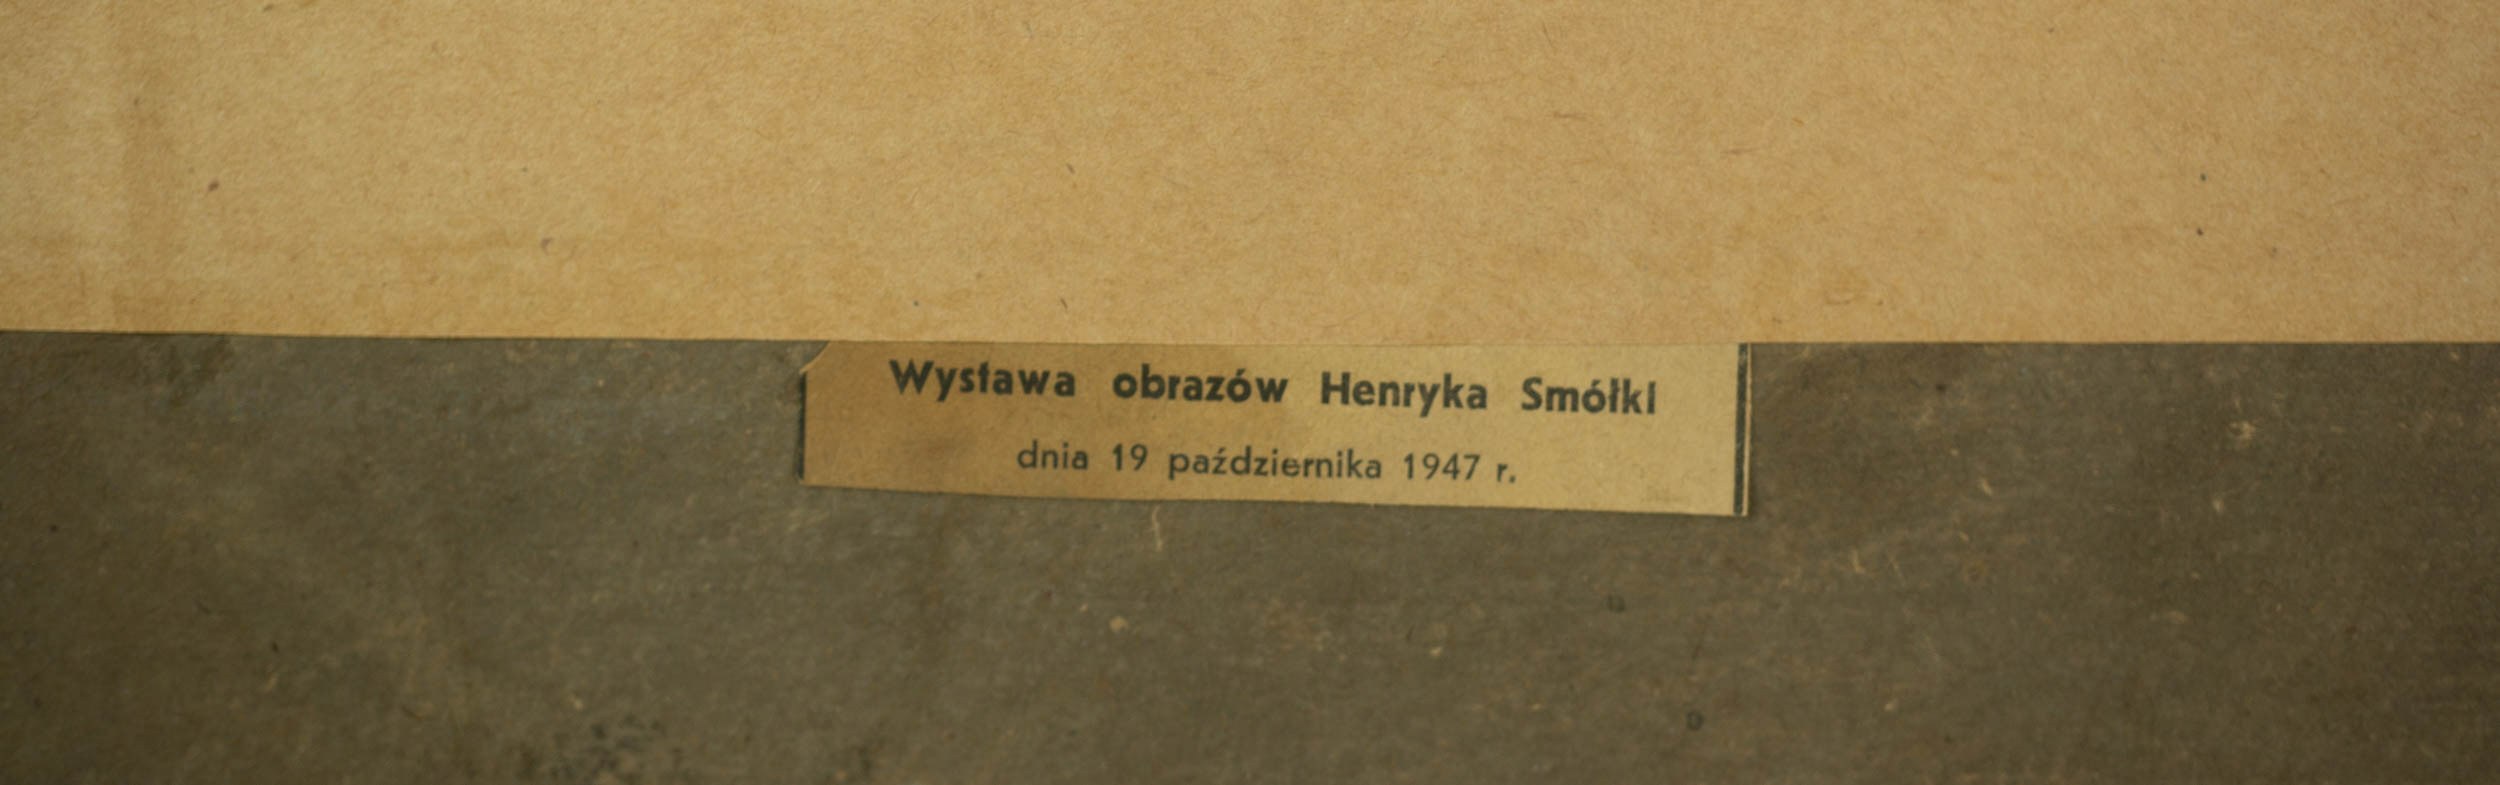 Wystawa obrazów Henryka Smółki
dnia 19 października 1947 r.